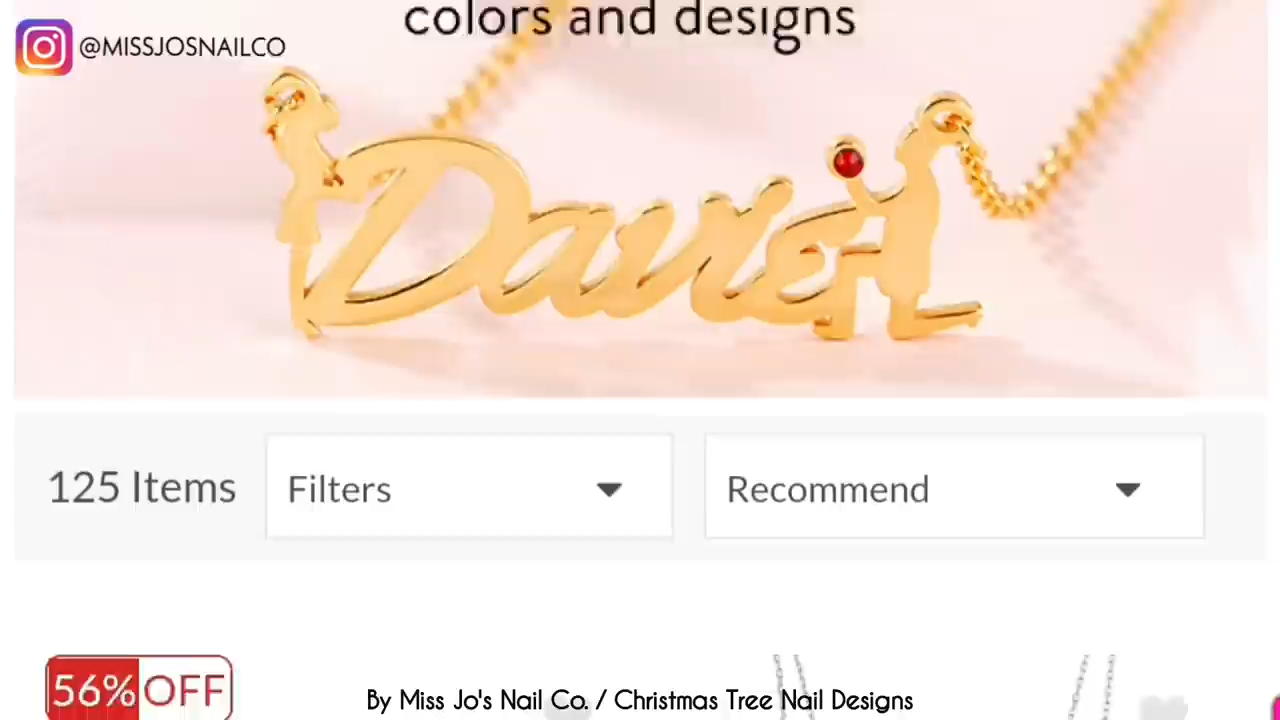 colors and designs
@MISSJOSNAILCO
Daniel
125 Items
Filters
Recommend
56% OFF
By Miss Jo's Nail Co. / Christmas Tree Nail Designs